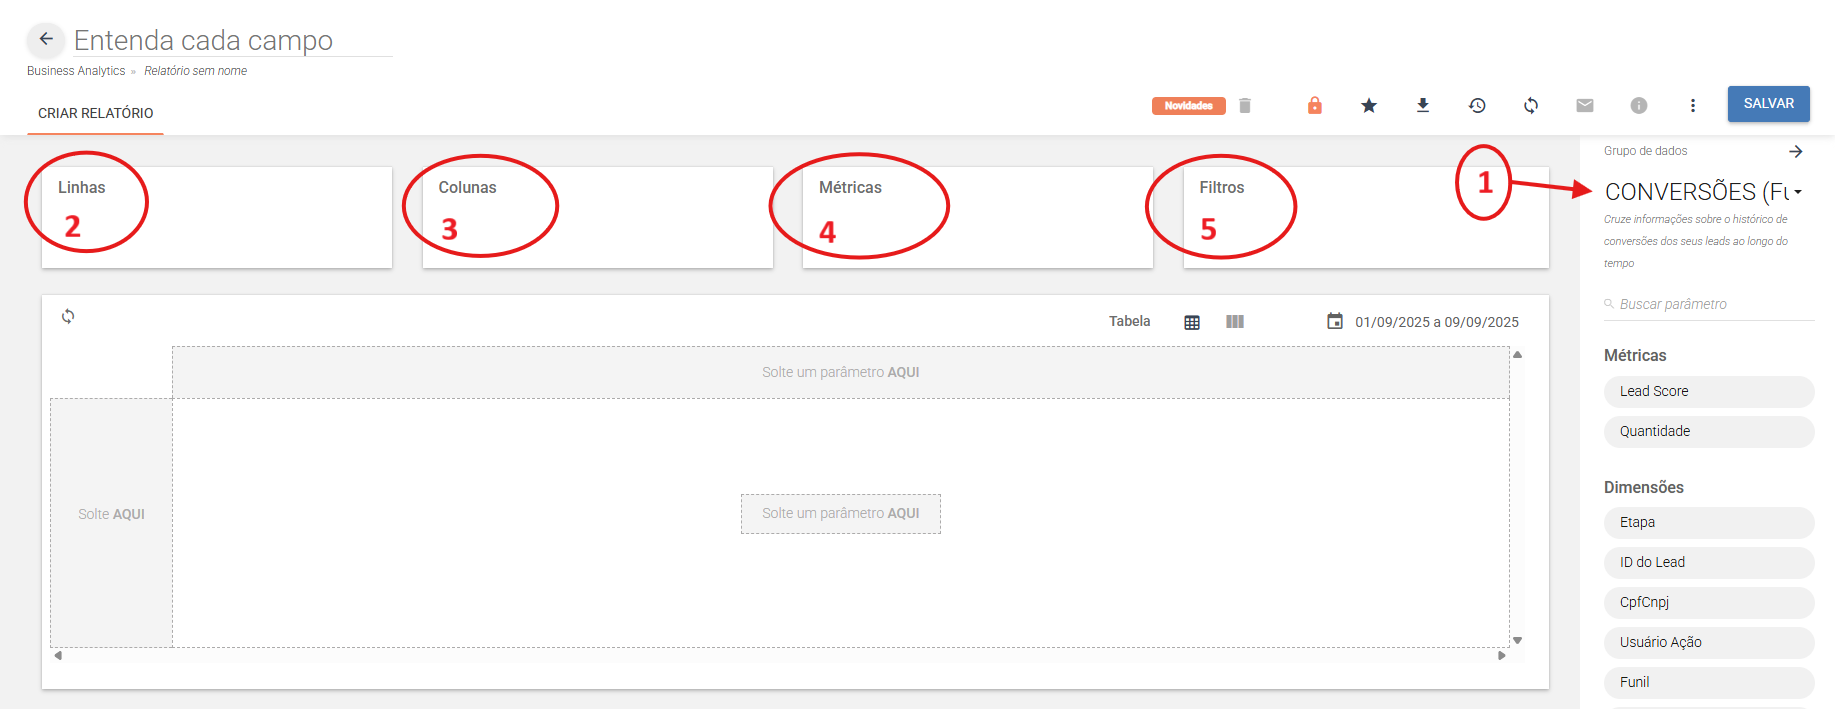 Entenda cada campo
Business Analytics » Relatório sem nome
CRIAR RELATÓRIO
Novidades
SALVAR
Linhas
2
Colunas
3
Métricas
4
Filtros
5
1
Grupo de dados
CONVERSÕES (Fu
Cruze informações sobre o histórico de
conversões dos seus leads ao longo do
tempo
Buscar parâmetro
Métricas
Lead Score
Quantidade
Dimensões
Etapa
ID do Lead
CpfCnpj
Usuário Ação
Funil
Tabela
01/09/2025 a 09/09/2025
Solte um parâmetro AQUI
Solte AQUI
Solte um parâmetro AQUI